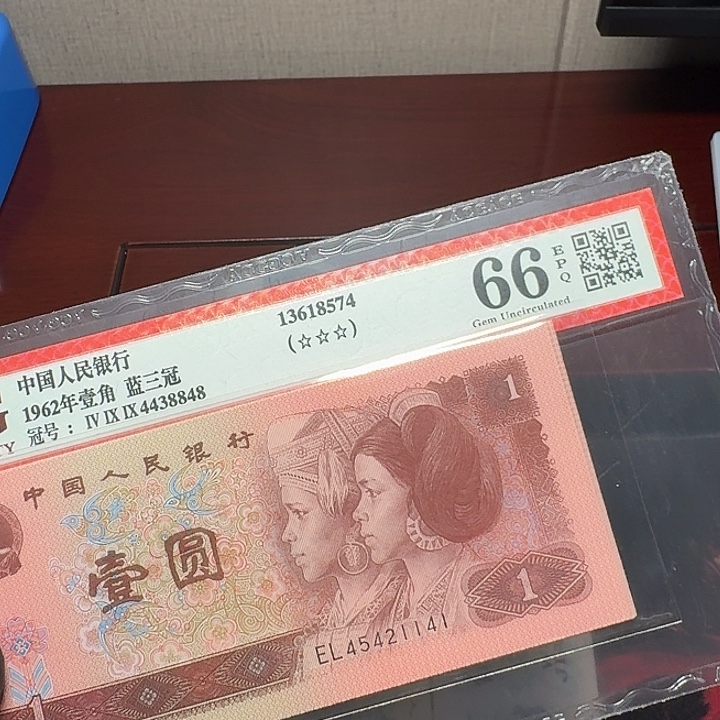 13618574
(☆☆☆)
66
EPQ
Gem Uncirculated
中国人民银行
1962年壹角 蓝三冠
冠号： IV IX IX 4438848
TY
中国人民银行
1
壹圆
1
EL45421141